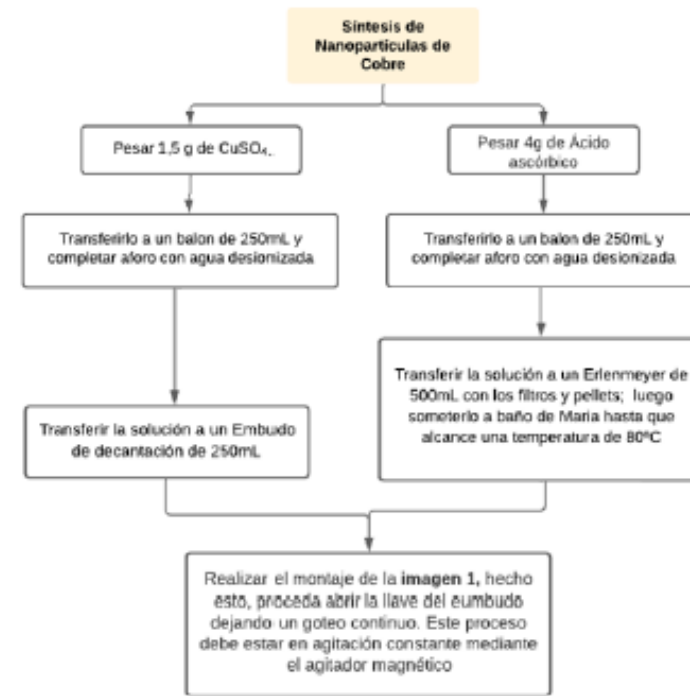 Síntesis de
Nanopartículas de
Cobre
Pesar 1,5 g de CuSO₄.
Pesar 4g de Ácido
ascórbico
Transferirlo a un balon de 250mL y
completar aforo con agua desionizada
Transferirlo a un balon de 250mL y
completar aforo con agua desionizada
Transferir la solución a un Embudo
de decantación de 250mL
Transferir la solución a un Erlenmeyer de
500mL con los filtros y pellets; luego
someterlo a baño de Maria hasta que
alcance una temperatura de 80ºC
Realizar el montaje de la imagen 1, hecho
esto, proceda abrir la llave del eumbudo
dejando un goteo continuo. Este proceso
debe estar en agitación constante mediante
el agitador magnético